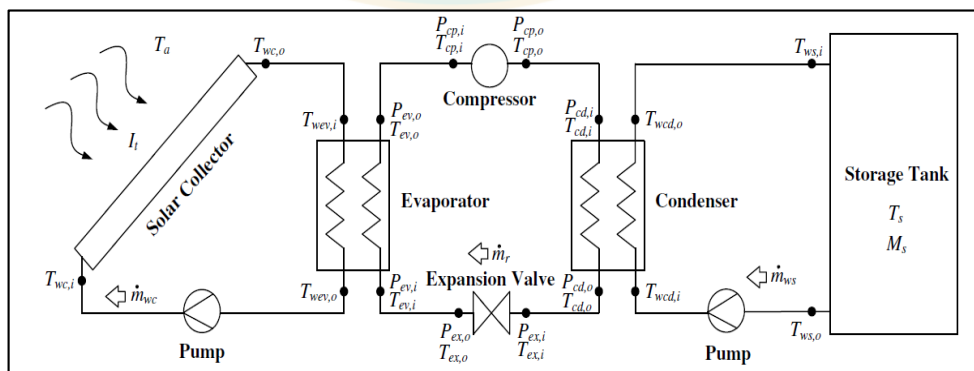 T_a
I_t
Solar Collector
T_wc,o
T_wc,i
ṁ_wc
Pump
T_wev,i
T_wev,o
P_ev,o
T_ev,o
Evaporator
P_ev,i
T_ev,i
P_cp,i
T_cp,i
P_cp,o
T_cp,o
Compressor
ṁ_r
Expansion Valve
P_ex,o
T_ex,o
P_ex,i
T_ex,i
P_cd,i
T_cd,i
Condenser
P_cd,o
T_cd,o
T_wcd,o
T_wcd,i
ṁ_ws
Pump
T_ws,i
T_ws,o
Storage Tank
T_s
M_s